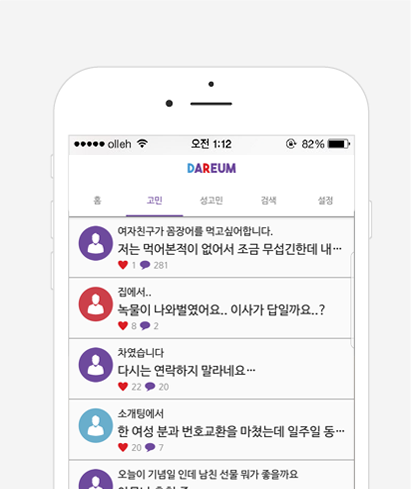 olleh 오전 1:12 82%
DAREUM
홈 고민 성고민 검색 설정
여자친구가 꼼장어를 먹고싶어합니다.
저는 먹어본적이 없어서 조금 무섭긴한데 내…
1 281
집에서..
녹물이 나와벌였어요.. 이사가 답일까요..?
8 2
차였습니다
다시는 연락하지 말라네요…
22 20
소개팅에서
한 여성 분과 번호교환을 마쳤는데 일주일 동…
20 7
오늘이 기념일 인데 남친 선물 뭐가 좋을까요